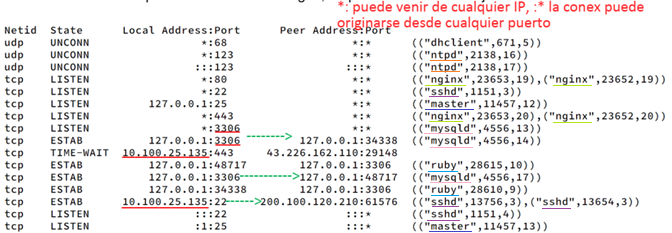 *: puede venir de cualquier IP, :* la conex puede
originarse desde cualquier puerto
Netid State Local Address:Port Peer Address:Port
udp UNCONN *:68 *:* (("dhclient",671,5))
udp UNCONN *:123 *:* (("ntpd",2138,16))
udp UNCONN :::123 :::* (("ntpd",2138,17))
tcp LISTEN *:80 *:* (("nginx",23653,19),("nginx",23652,19))
tcp LISTEN *:22 *:* (("sshd",1151,3))
tcp LISTEN 127.0.0.1:25 *:* (("master",11457,12))
tcp LISTEN *:443 *:* (("nginx",23653,20),("nginx",23652,20))
tcp LISTEN *:3306 *:* (("mysqld",4556,13))
tcp ESTAB 127.0.0.1:3306 127.0.0.1:34338 (("mysqld",4556,14))
tcp TIME-WAIT 10.100.25.135:443 43.226.162.110:29148
tcp ESTAB 127.0.0.1:48717 127.0.0.1:3306 (("ruby",28615,10))
tcp ESTAB 127.0.0.1:3306 127.0.0.1:48717 (("mysqld",4556,17))
tcp ESTAB 127.0.0.1:34338 127.0.0.1:3306 (("ruby",28610,9))
tcp ESTAB 10.100.25.135:22 200.100.120.210:61576 (("sshd",13756,3),("sshd",13654,3))
tcp LISTEN :::22 :::* (("sshd",1151,4))
tcp LISTEN ::1:25 :::* (("master",11457,13))